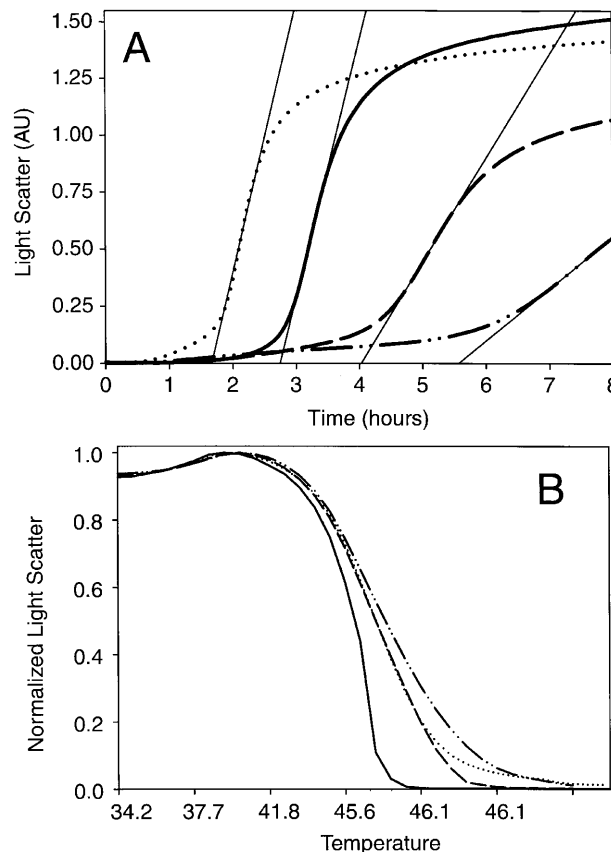 A
1.50
1.25
1.00
0.75
0.50
0.25
0.00
Light Scatter (AU)
0 1 2 3 4 5 6 7 8
Time (hours)
B
1.0
0.8
0.6
0.4
0.2
0.0
Normalized Light Scatter
34.2 37.7 41.8 45.6 46.1 46.1
Temperature